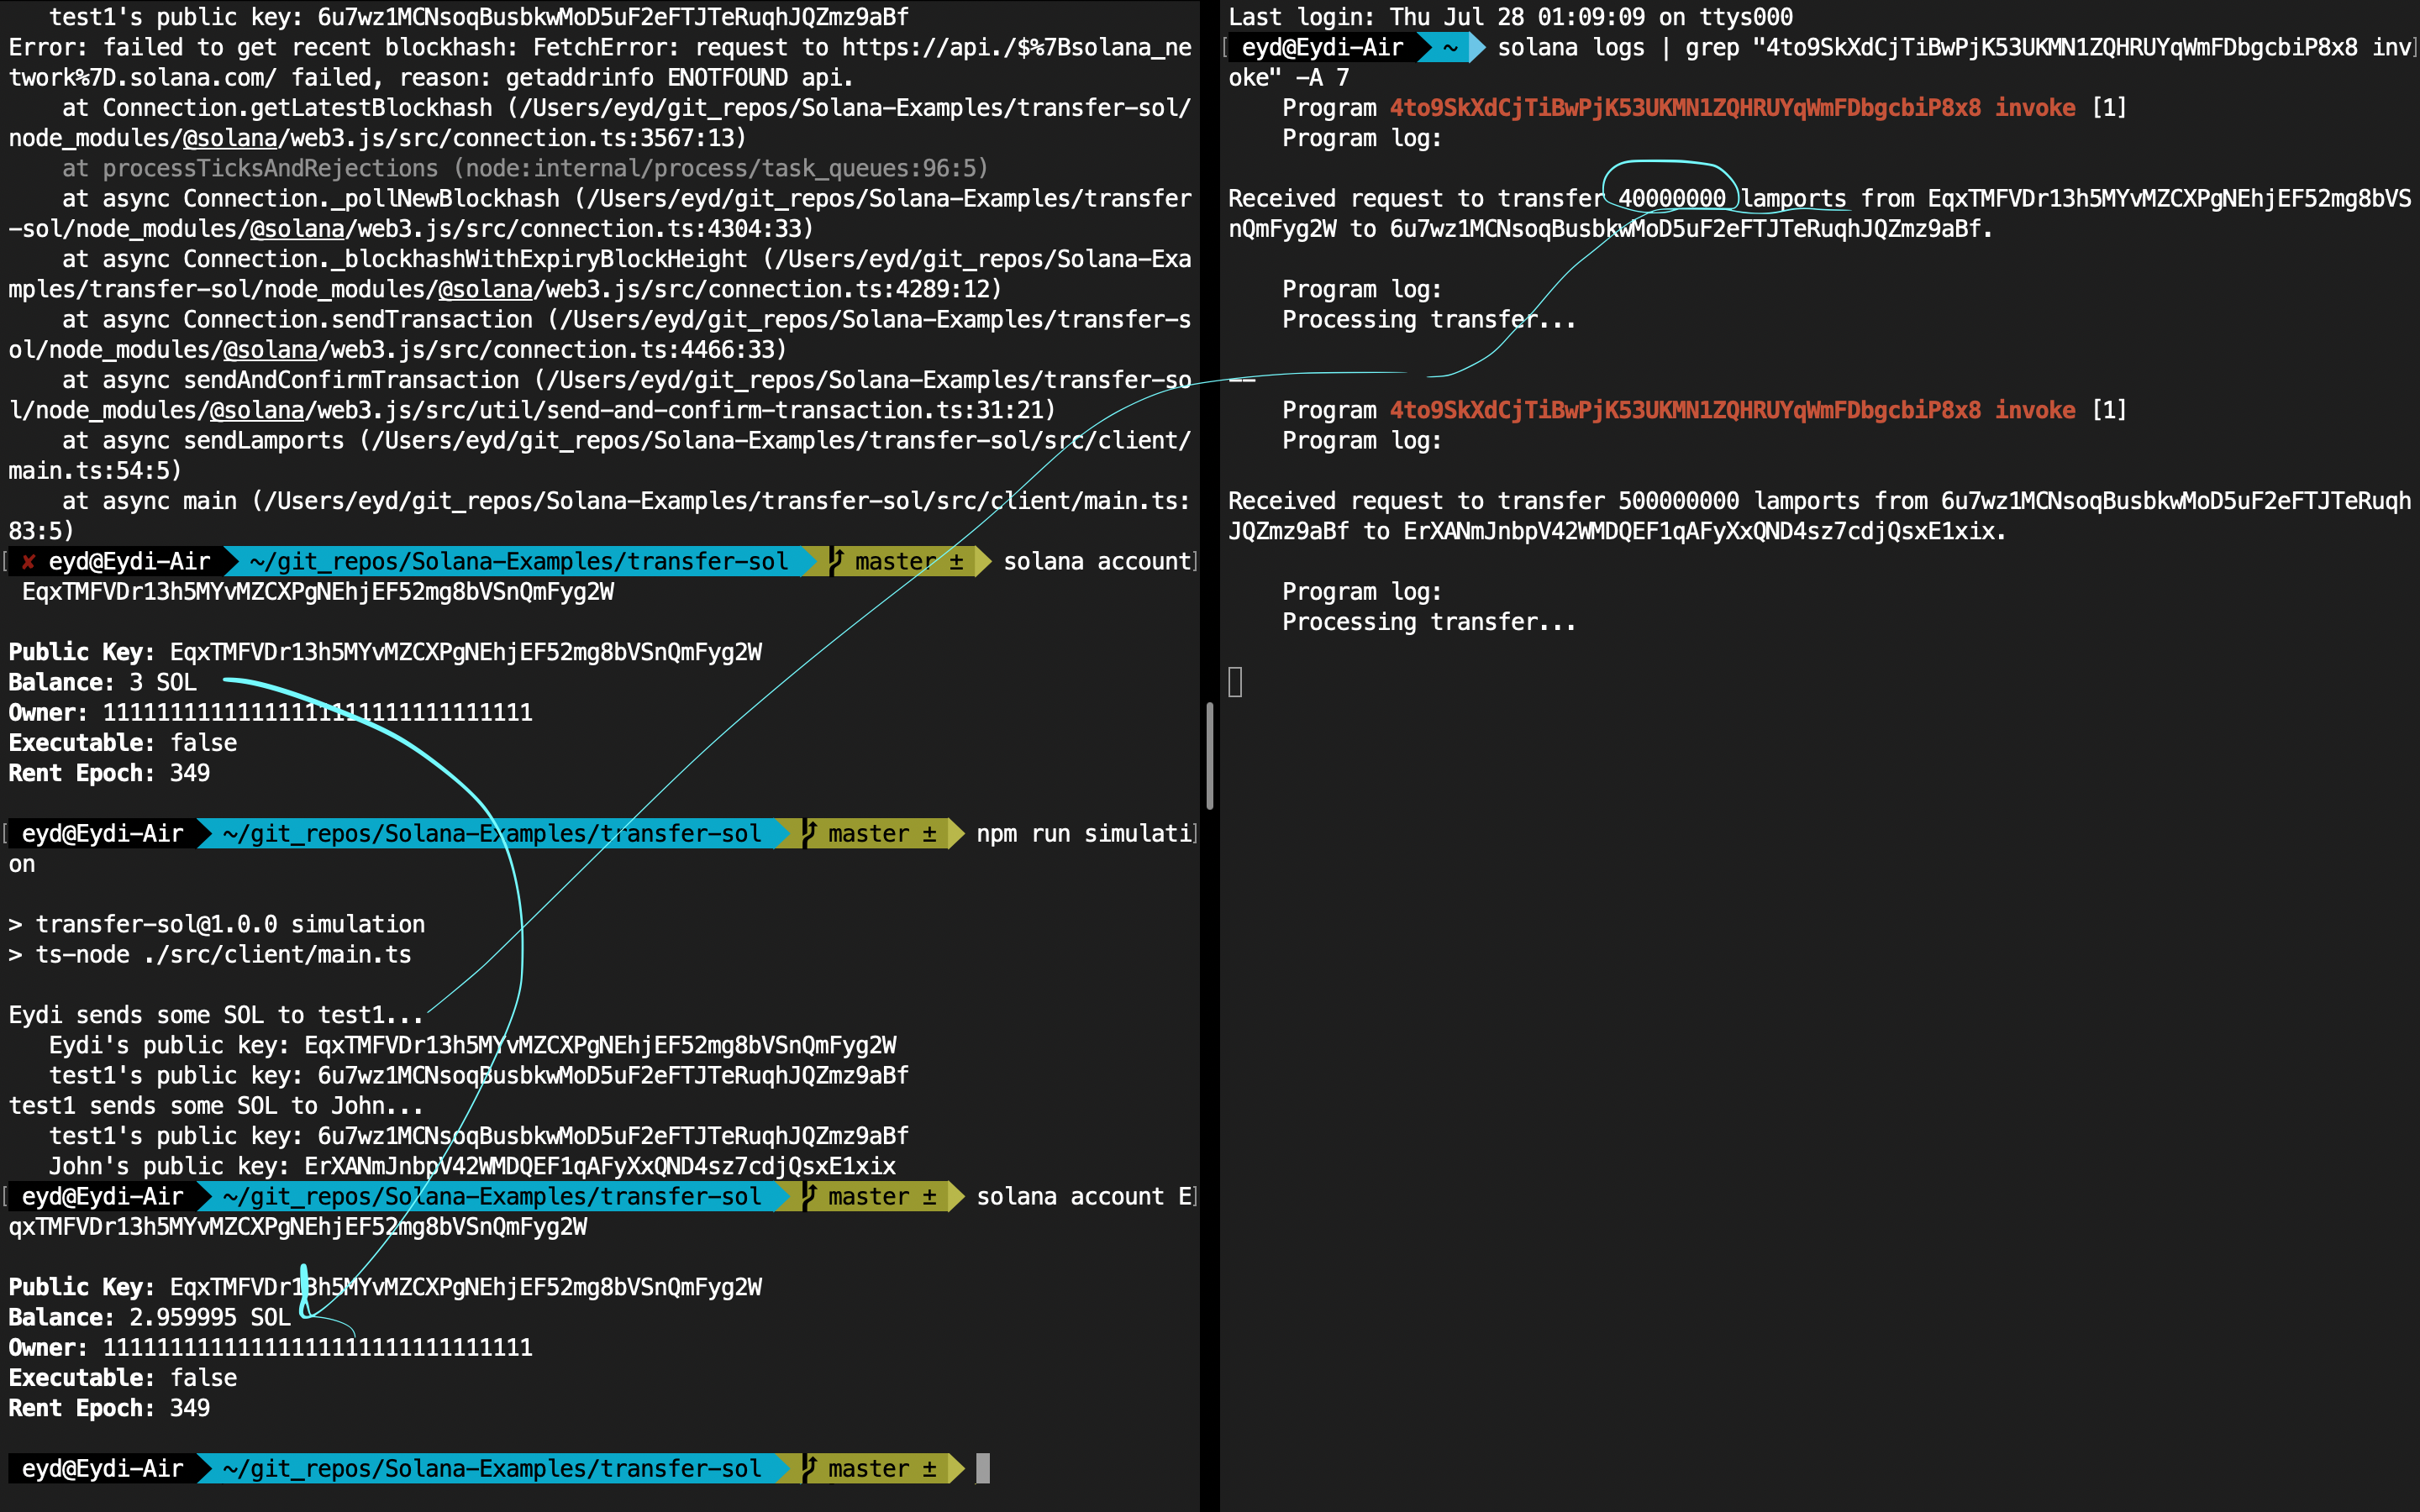 test1's public key: 6u7wz1MCNsoqBusbkwMoD5uF2eFTJTeRuqhJQZmz9aBf
Error: failed to get recent blockhash: FetchError: request to https://api./$%7Bsolana_ne
twork%7D.solana.com/ failed, reason: getaddrinfo ENOTFOUND api.
    at Connection.getLatestBlockhash (/Users/eyd/git_repos/Solana-Examples/transfer-sol/
node_modules/@solana/web3.js/src/connection.ts:3567:13)
    at processTicksAndRejections (node:internal/process/task_queues:96:5)
    at async Connection._pollNewBlockhash (/Users/eyd/git_repos/Solana-Examples/transfer
-sol/node_modules/@solana/web3.js/src/connection.ts:4304:33)
    at async Connection._blockhashWithExpiryBlockHeight (/Users/eyd/git_repos/Solana-Exa
mples/transfer-sol/node_modules/@solana/web3.js/src/connection.ts:4289:12)
    at async Connection.sendTransaction (/Users/eyd/git_repos/Solana-Examples/transfer-s
ol/node_modules/@solana/web3.js/src/connection.ts:4466:33)
    at async sendAndConfirmTransaction (/Users/eyd/git_repos/Solana-Examples/transfer-so
l/node_modules/@solana/web3.js/src/util/send-and-confirm-transaction.ts:31:21)
    at async sendLamports (/Users/eyd/git_repos/Solana-Examples/transfer-sol/src/client/
main.ts:54:5)
    at async main (/Users/eyd/git_repos/Solana-Examples/transfer-sol/src/client/main.ts:
83:5)
✘ eyd@Eydi-Air ~/git_repos/Solana-Examples/transfer-sol master ± solana account
 EqxTMFVDr13h5MYvMZCXPgNEhjEF52mg8bVSnQmFyg2W
Public Key: EqxTMFVDr13h5MYvMZCXPgNEhjEF52mg8bVSnQmFyg2W
Balance: 3 SOL
Owner: 11111111111111111111111111111111
Executable: false
Rent Epoch: 349
eyd@Eydi-Air ~/git_repos/Solana-Examples/transfer-sol master ± npm run simulati
on
> transfer-sol@1.0.0 simulation
> ts-node ./src/client/main.ts
Eydi sends some SOL to test1...
   Eydi's public key: EqxTMFVDr13h5MYvMZCXPgNEhjEF52mg8bVSnQmFyg2W
   test1's public key: 6u7wz1MCNsoqBusbkwMoD5uF2eFTJTeRuqhJQZmz9aBf
test1 sends some SOL to John...
   test1's public key: 6u7wz1MCNsoqBusbkwMoD5uF2eFTJTeRuqhJQZmz9aBf
   John's public key: ErXANmJnbpV42WMDQEF1qAFyXxQND4sz7cdjQsxE1xix
eyd@Eydi-Air ~/git_repos/Solana-Examples/transfer-sol master ± solana account E
qxTMFVDr13h5MYvMZCXPgNEhjEF52mg8bVSnQmFyg2W
Public Key: EqxTMFVDr13h5MYvMZCXPgNEhjEF52mg8bVSnQmFyg2W
Balance: 2.959995 SOL
Owner: 11111111111111111111111111111111
Executable: false
Rent Epoch: 349
eyd@Eydi-Air ~/git_repos/Solana-Examples/transfer-sol master ±
Last login: Thu Jul 28 01:09:09 on ttys000
eyd@Eydi-Air ~ solana logs | grep "4to9SkXdCjTiBwPjK53UKMN1ZQHRUYqWmFDbgcbiP8x8 inv
oke" -A 7
    Program 4to9SkXdCjTiBwPjK53UKMN1ZQHRUYqWmFDbgcbiP8x8 invoke [1]
    Program log:
Received request to transfer 40000000 lamports from EqxTMFVDr13h5MYvMZCXPgNEhjEF52mg8bVS
nQmFyg2W to 6u7wz1MCNsoqBusbkwMoD5uF2eFTJTeRuqhJQZmz9aBf.
    Program log:
    Processing transfer...
--
    Program 4to9SkXdCjTiBwPjK53UKMN1ZQHRUYqWmFDbgcbiP8x8 invoke [1]
    Program log:
Received request to transfer 500000000 lamports from 6u7wz1MCNsoqBusbkwMoD5uF2eFTJTeRuqh
JQZmz9aBf to ErXANmJnbpV42WMDQEF1qAFyXxQND4sz7cdjQsxE1xix.
    Program log:
    Processing transfer...